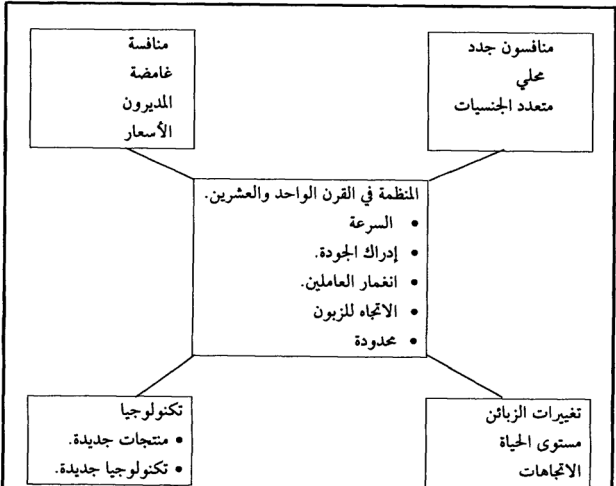 منافسون جدد
محلي
متعدد الجنسيات
منافسة
غامضة
المديرون
الأسعار
المنظمة في القرن الواحد والعشرين.
• السرعة
• إدراك الجودة.
• انغمار العاملين.
• الاتجاه للزبون
• محدودة
تغييرات الزبائن
مستوى الحياة
الاتجاهات
تكنولوجيا
• منتجات جديدة.
• تكنولوجيا جديدة.